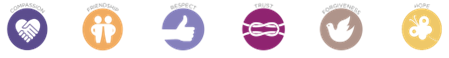 COMPASSION
FRIENDSHIP
RESPECT
TRUST
FORGIVENESS
HOPE